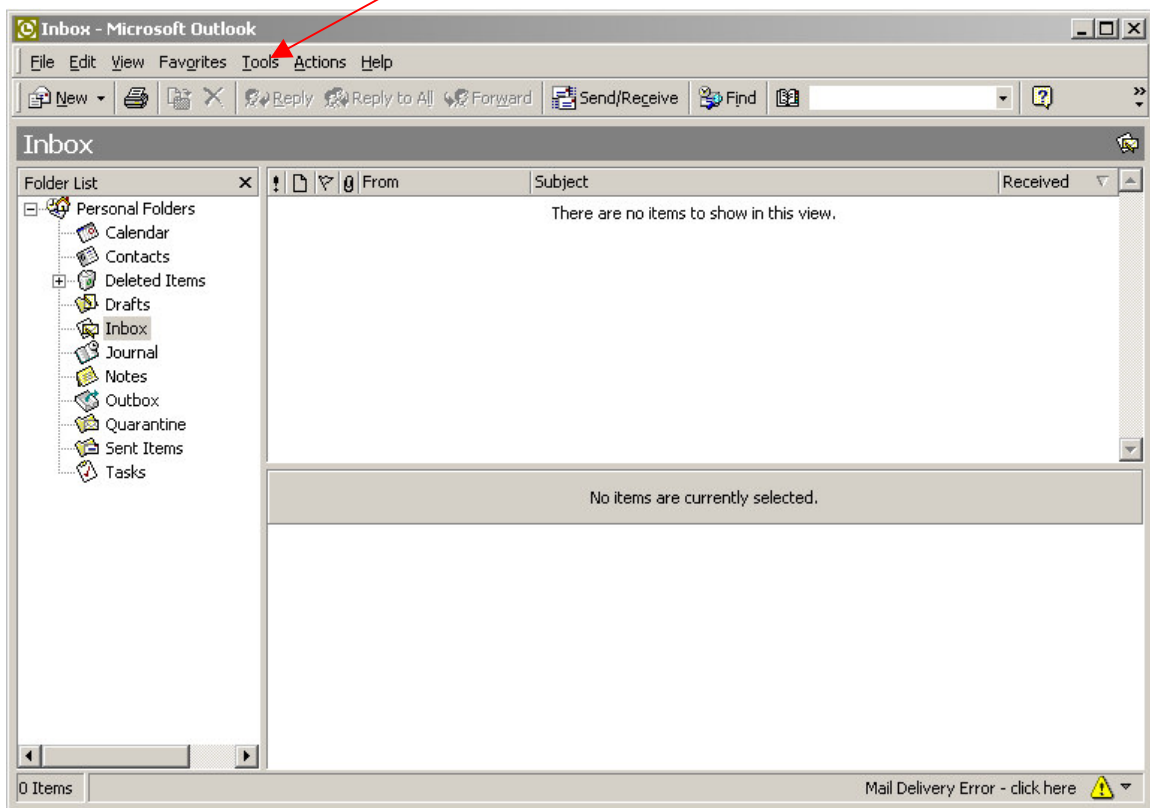 Inbox - Microsoft Outlook
File Edit View Favorites Tools Actions Help
New Reply Reply to All Forward Send/Receive Find
Inbox
Folder List
From Subject Received
Personal Folders
Calendar
Contacts
Deleted Items
Drafts
Inbox
Journal
Notes
Outbox
Quarantine
Sent Items
Tasks
There are no items to show in this view.
No items are currently selected.
0 Items
Mail Delivery Error - click here